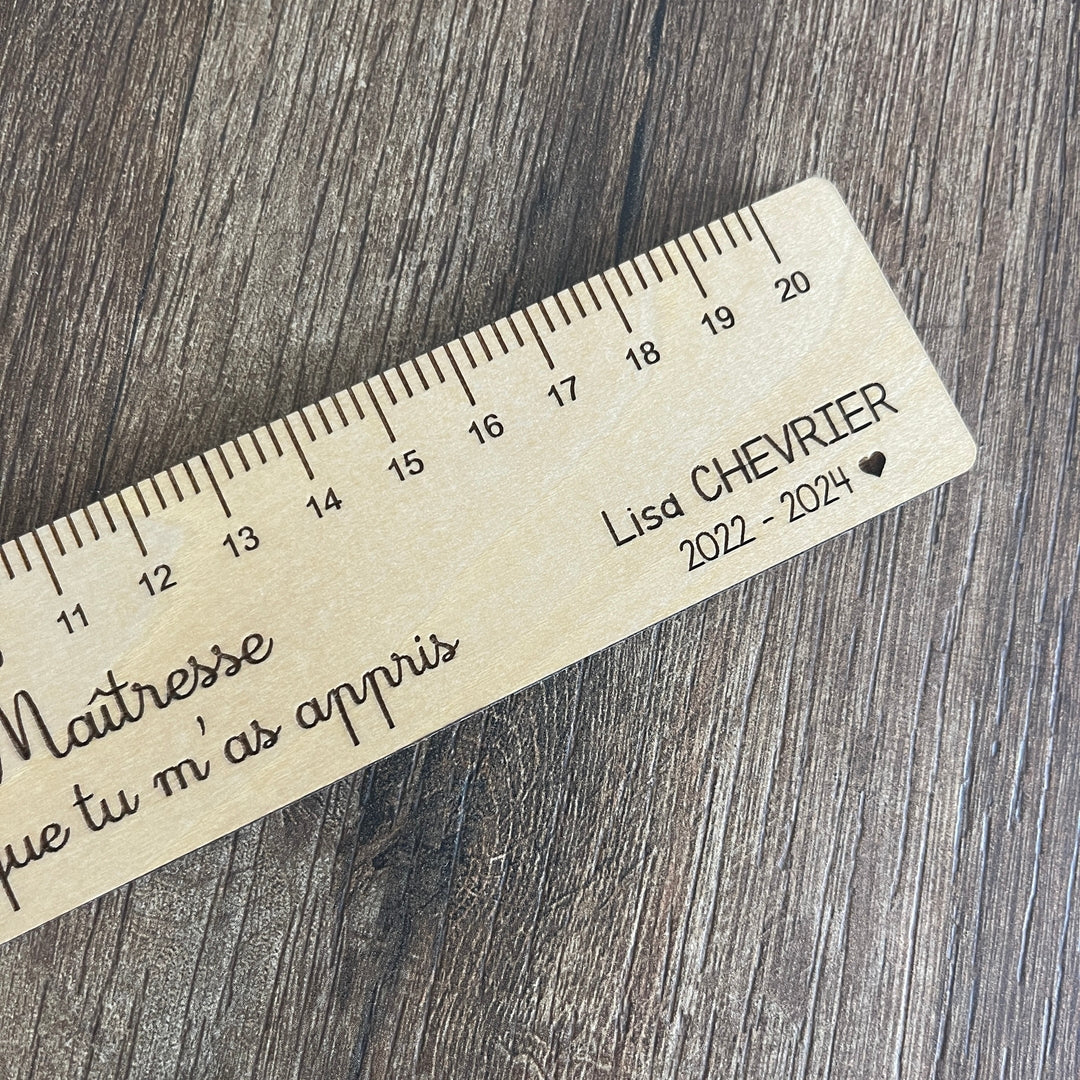 11 12 13 14 15 16 17 18 19 20
Maîtresse
que tu m'as appris
Lisa CHEVRIER
2022 - 2024 ♥